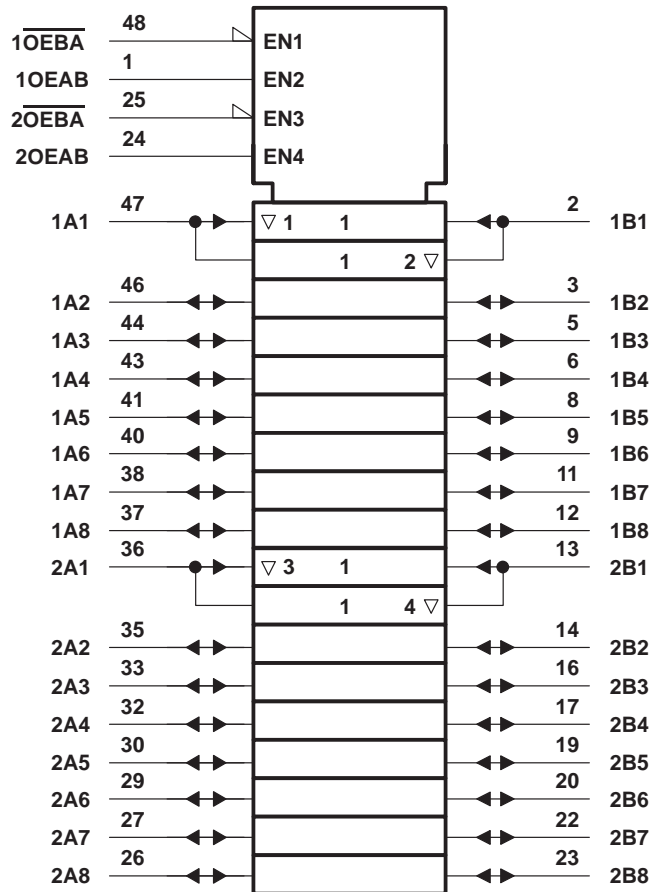 1OEBA 48 EN1
1OEAB 1 EN2
2OEBA 25 EN3
2OEAB 24 EN4
1A1 47 ▽ 1 1 2 1B1
1 2 ▽
1A2 46 3 1B2
1A3 44 5 1B3
1A4 43 6 1B4
1A5 41 8 1B5
1A6 40 9 1B6
1A7 38 11 1B7
1A8 37 12 1B8
2A1 36 ▽ 3 1 13 2B1
1 4 ▽
2A2 35 14 2B2
2A3 33 16 2B3
2A4 32 17 2B4
2A5 30 19 2B5
2A6 29 20 2B6
2A7 27 22 2B7
2A8 26 23 2B8